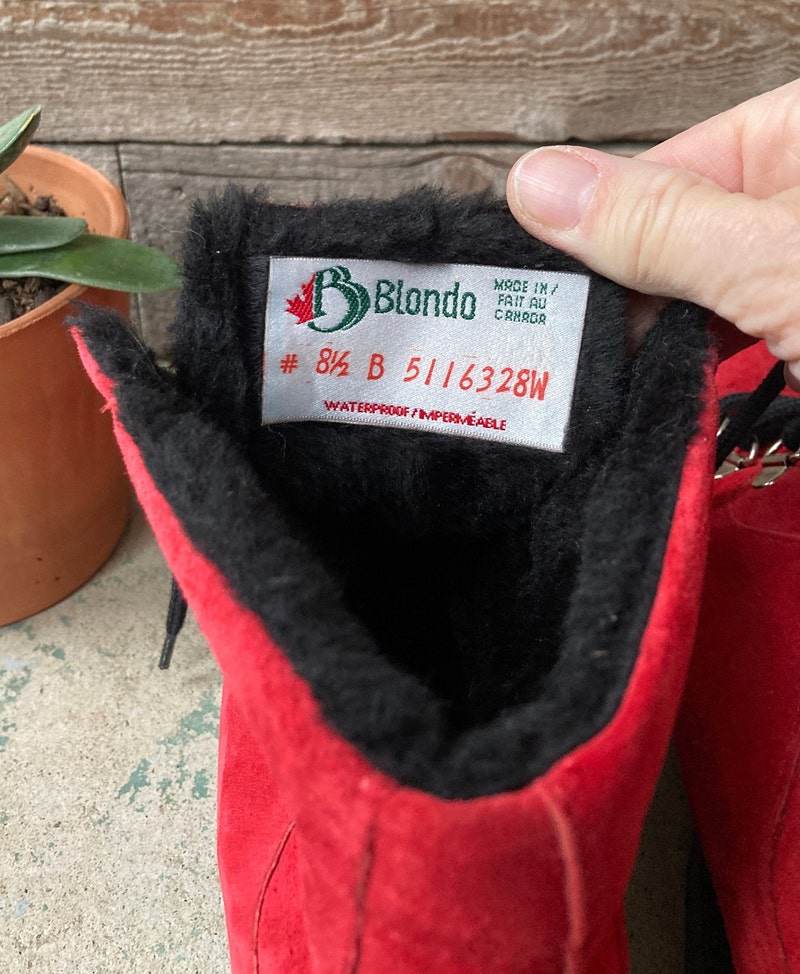 B Blondo
MADE IN/
FAIT AU
CANADA
# 8½ B 5116328W
WATERPROOF/IMPERMÉABLE